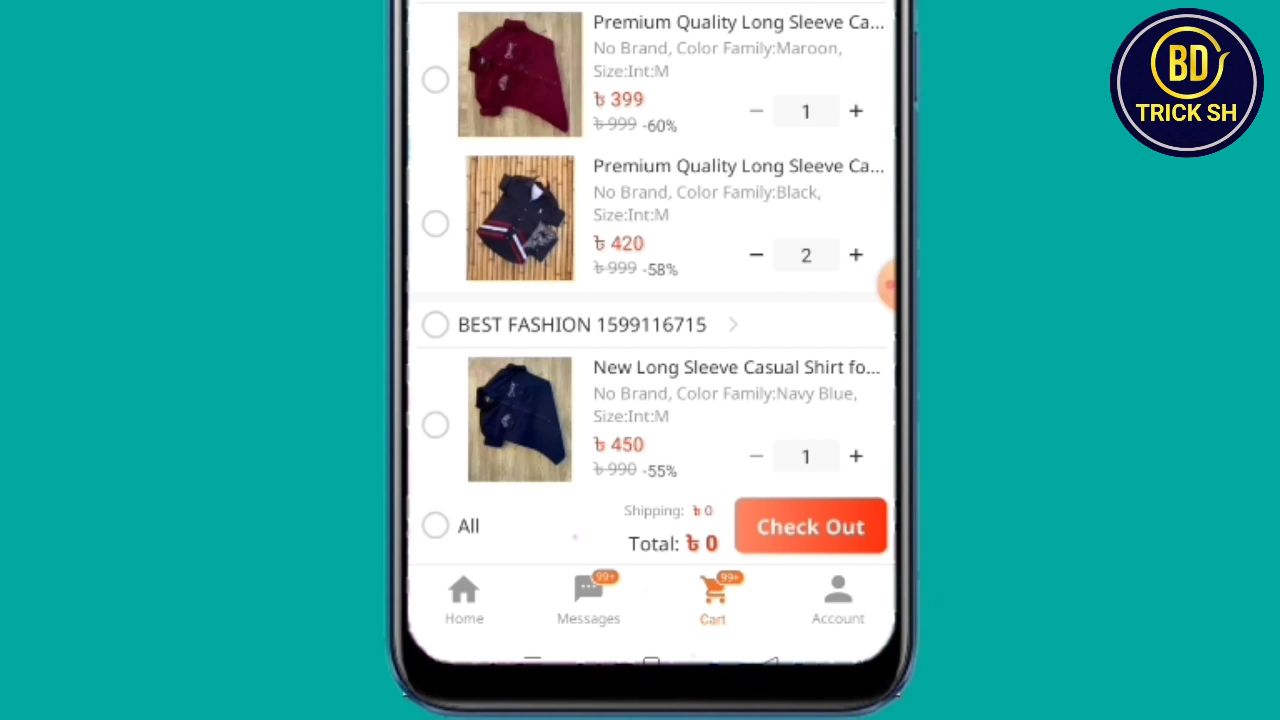 BD
TRICK SH
Premium Quality Long Sleeve Ca...
No Brand, Color Family:Maroon,
Size:Int:M
৳ 399
৳ 999 -60%
− 1 +
Premium Quality Long Sleeve Ca...
No Brand, Color Family:Black,
Size:Int:M
৳ 420
৳ 999 -58%
− 2 +
BEST FASHION 1599116715
New Long Sleeve Casual Shirt fo...
No Brand, Color Family:Navy Blue,
Size:Int:M
৳ 450
৳ 990 -55%
− 1 +
All
Shipping: ৳ 0
Total: ৳ 0
Check Out
99+
99+
Home
Messages
Cart
Account